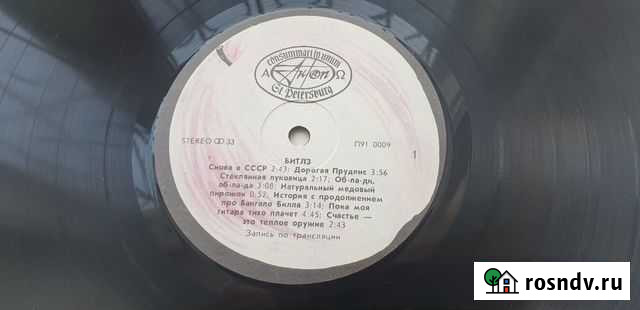 consummari in unum
А АнТроп Ω
St. Petersburg
STEREO 33
П91 0009
1
БИТЛЗ
Снова в СССР 2:43; Дорогая Прудлнс 3:56
Стеклянная луковица 2:17; Об-ла-ди,
об-ла-да 3:08; Натуральный медовый
пирожок 0:52; История с продолжением
про Бангало Билла 3:14; Пока моя
гитара тихо плачет 4:45; Счастье —
это теплое оружие 2:43
Запись по трансляции
rosndv.ru